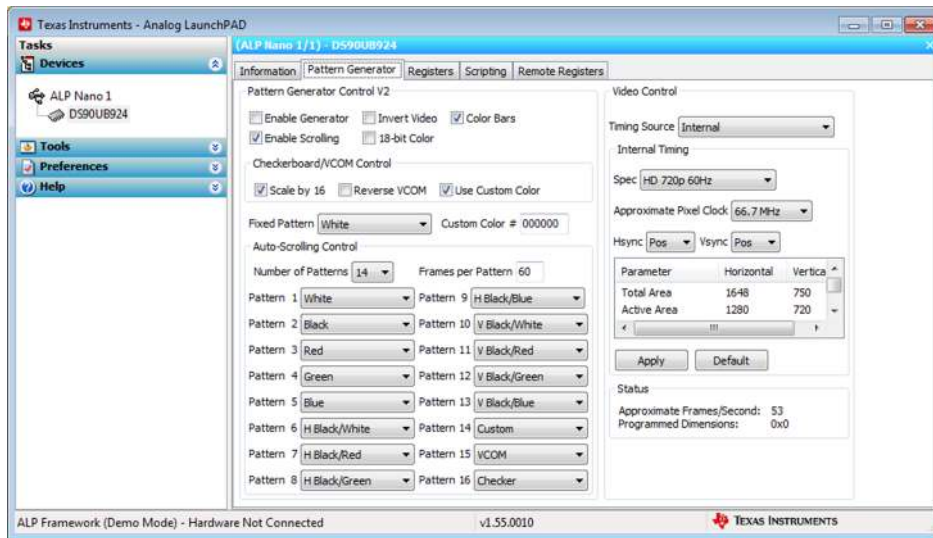 Texas Instruments - Analog LaunchPAD
Tasks
(ALP Nano 1/1) - DS90UB924
Devices
ALP Nano 1
DS90UB924
Tools
Preferences
Help
Information Pattern Generator Registers Scripting Remote Registers
Pattern Generator Control V2
Enable Generator Invert Video Color Bars
Enable Scrolling 18-bit Color
Checkerboard/VCOM Control
Scale by 16 Reverse VCOM Use Custom Color
Fixed Pattern White Custom Color # 000000
Auto-Scrolling Control
Number of Patterns 14 Frames per Pattern 60
Pattern 1 White Pattern 9 H Black/Blue
Pattern 2 Black Pattern 10 V Black/White
Pattern 3 Red Pattern 11 V Black/Red
Pattern 4 Green Pattern 12 V Black/Green
Pattern 5 Blue Pattern 13 V Black/Blue
Pattern 6 H Black/White Pattern 14 Custom
Pattern 7 H Black/Red Pattern 15 VCOM
Pattern 8 H Black/Green Pattern 16 Checker
Video Control
Timing Source Internal
Internal Timing
Spec HD 720p 60Hz
Approximate Pixel Clock 66.7 MHz
Hsync Pos Vsync Pos
Parameter Horizontal Vertica
Total Area 1648 750
Active Area 1280 720
Apply Default
Status
Approximate Frames/Second: 53
Programmed Dimensions: 0x0
ALP Framework (Demo Mode) - Hardware Not Connected v1.55.0010 TEXAS INSTRUMENTS